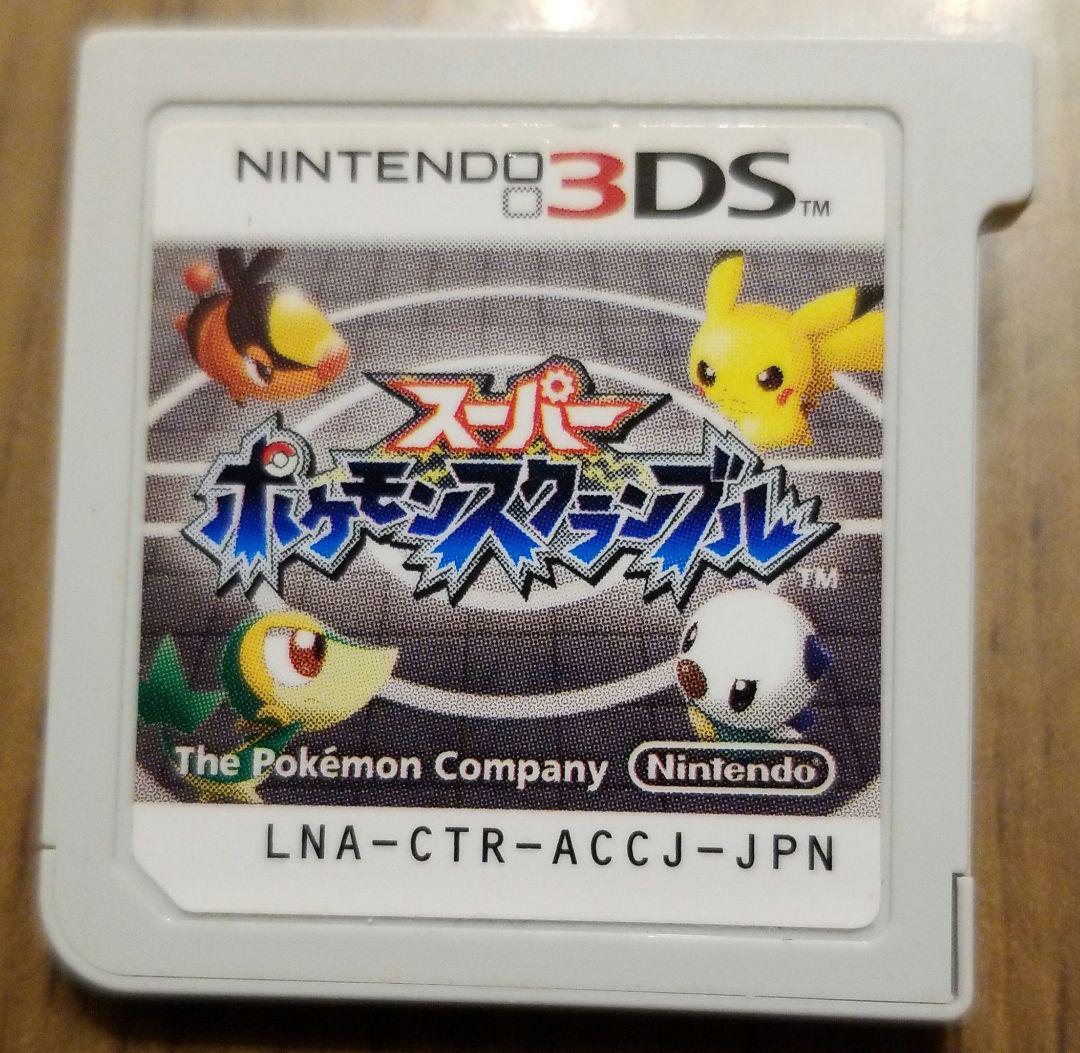 NINTENDO 3DS™
スーパー
ポケモンスクランブル
™
The Pokémon Company Nintendo
LNA-CTR-ACCJ-JPN